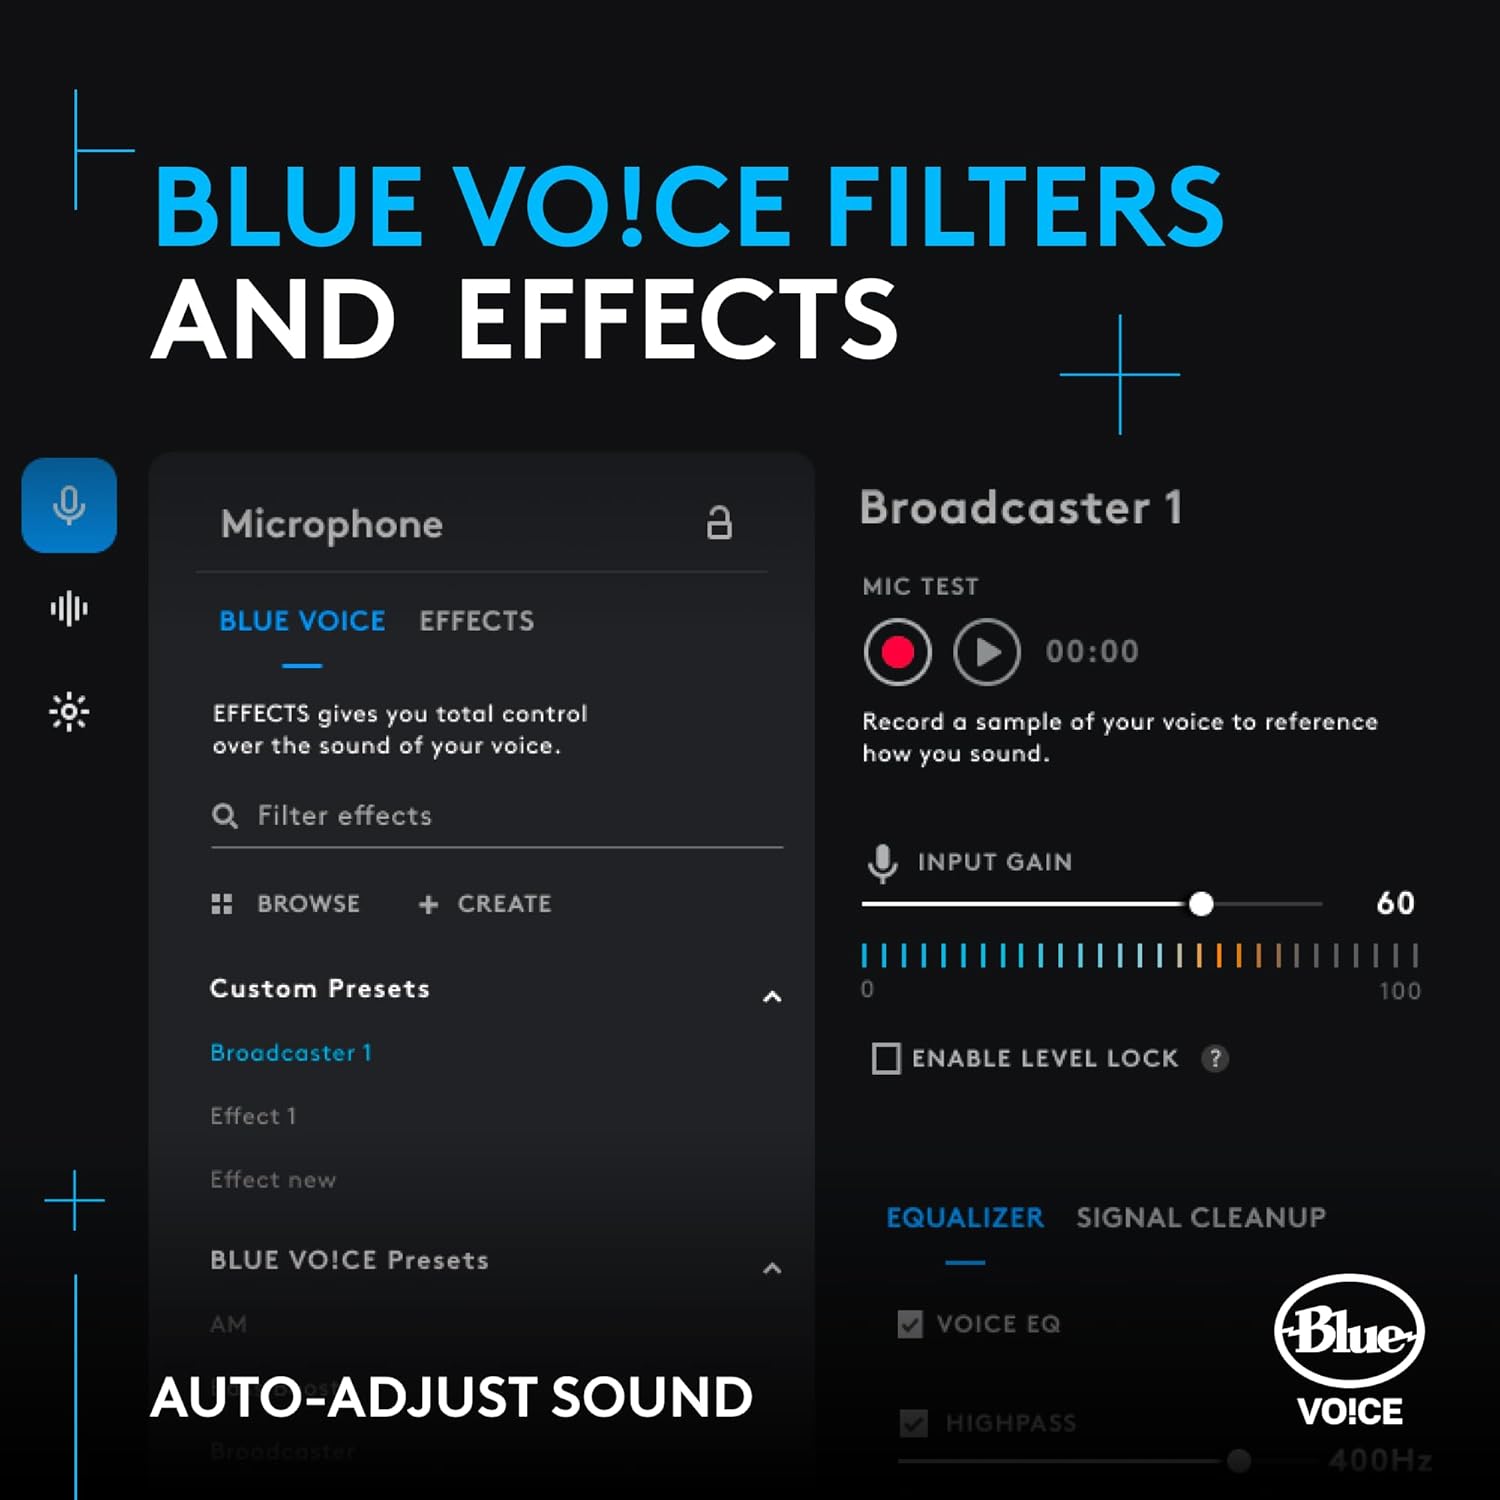 BLUE VO!CE FILTERS
AND EFFECTS
Microphone
BLUE VOICE EFFECTS
EFFECTS gives you total control
over the sound of your voice.
Filter effects
BROWSE + CREATE
Custom Presets
Broadcaster 1
Effect 1
Effect new
BLUE VO!CE Presets
AM
Broadcaster
AUTO-ADJUST SOUND
Broadcaster 1
MIC TEST
00:00
Record a sample of your voice to reference
how you sound.
INPUT GAIN
60
0 100
ENABLE LEVEL LOCK ?
EQUALIZER SIGNAL CLEANUP
VOICE EQ
HIGHPASS
400Hz
Blue
VO!CE